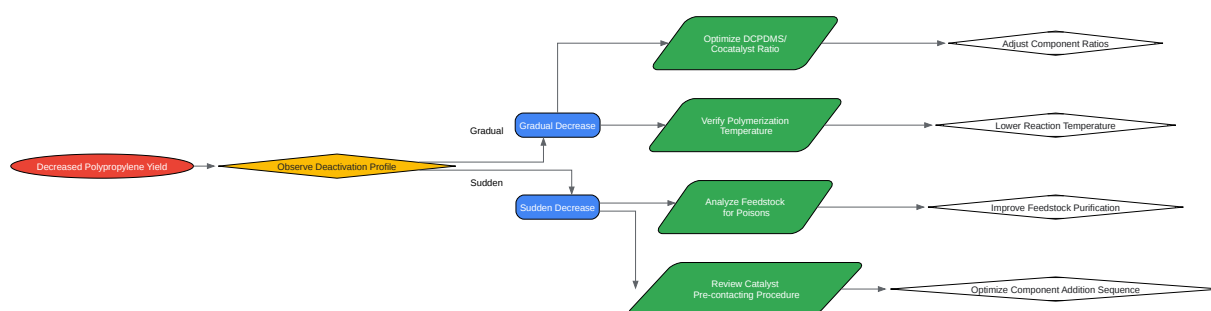 Optimize DCPDMS/
Cocatalyst Ratio
Adjust Component Ratios
Gradual
Gradual Decrease
Verify Polymerization
Temperature
Lower Reaction Temperature
Decreased Polypropylene Yield
Observe Deactivation Profile
Sudden
Sudden Decrease
Analyze Feedstock
for Poisons
Improve Feedstock Purification
Review Catalyst
Pre-contacting Procedure
Optimize Component Addition Sequence